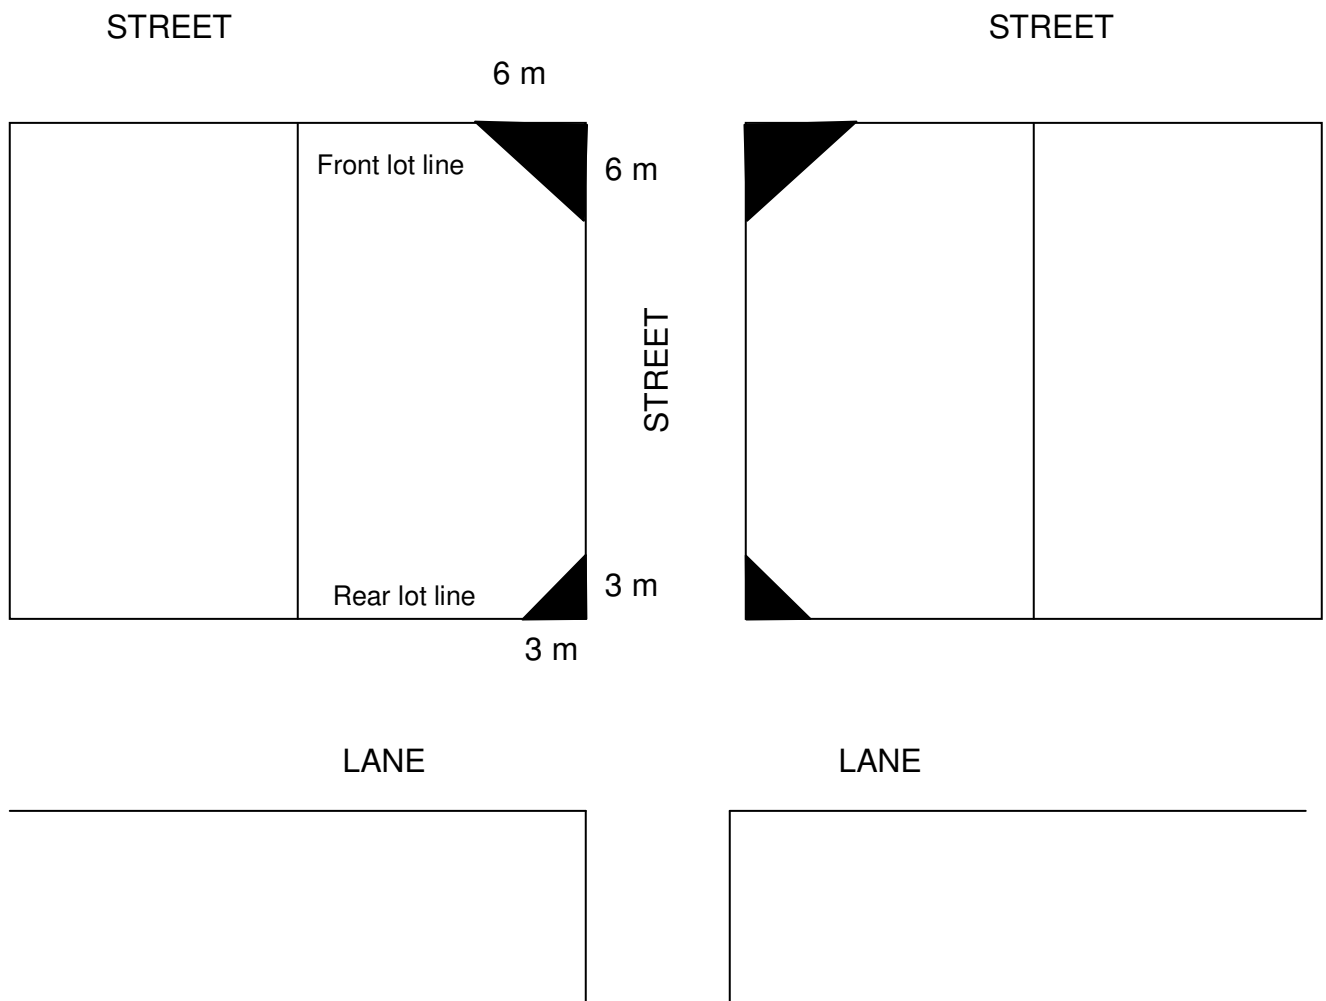 STREET
STREET
6 m
Front lot line
6 m
STREET
Rear lot line
3 m
3 m
LANE
LANE